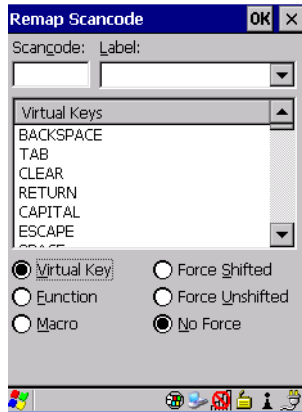 Remap Scancode OK
Scancode: Label:
Virtual Keys
BACKSPACE
TAB
CLEAR
RETURN
CAPITAL
ESCAPE
SPACE
Virtual Key Force Shifted
Function Force Unshifted
Macro No Force